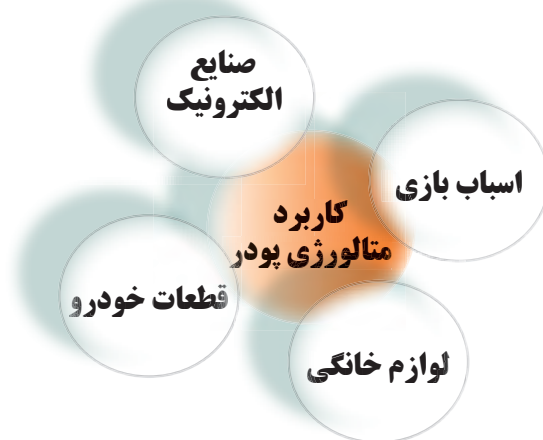 صنایع
الکترونیک
اسباب بازی
کاربرد
متالورژی پودر
قطعات خودرو
لوازم خانگی